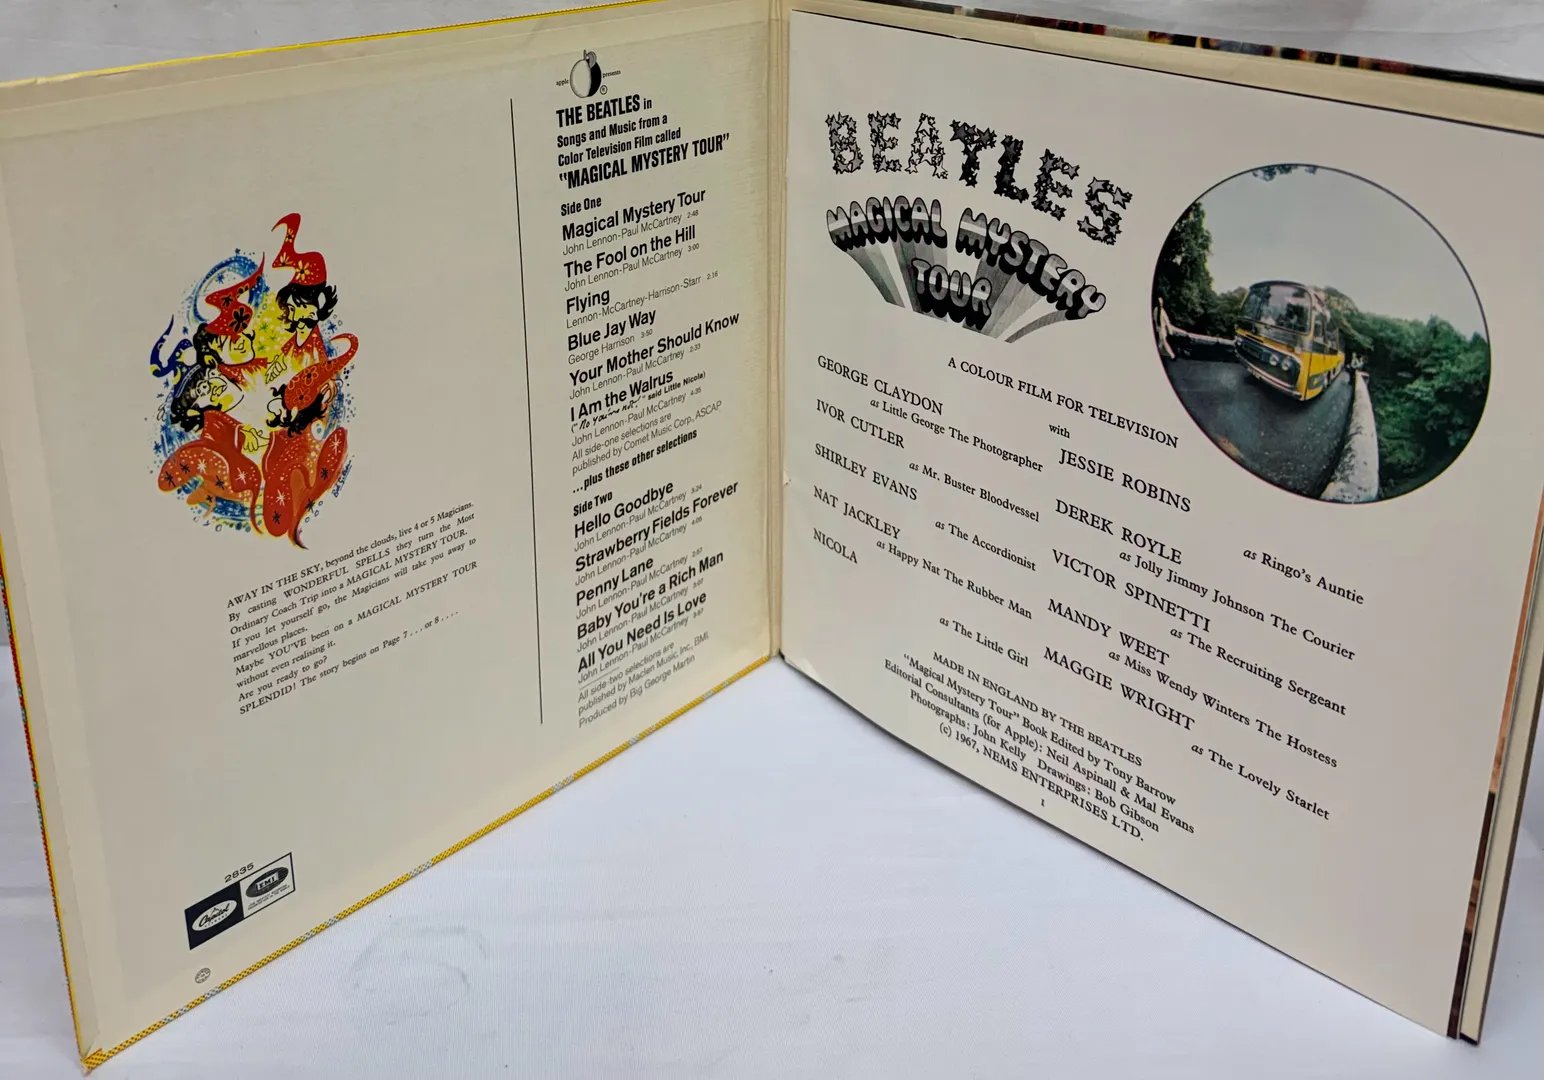 AWAY IN THE SKY, beyond the clouds, live 4 or 5 Magicians.
By casting WONDERFUL SPELLS they turn the Most
Ordinary Coach Trip into a MAGICAL MYSTERY TOUR.
If you let yourself go, the Magicians will take you away to
marvellous places.
Maybe YOU'VE been on a MAGICAL MYSTERY TOUR
without even realising it.
Are you ready to go?
SPLENDID! The story begins on Page 7 . . . or 8 . . . .
2835
Capitol
EMI
apple presents
THE BEATLES in
Songs and Music from a
Color Television Film called
"MAGICAL MYSTERY TOUR"
Side One
Magical Mystery Tour
John Lennon-Paul McCartney 2:48
The Fool on the Hill
John Lennon-Paul McCartney 3:00
Flying
Lennon-McCartney-Harrison-Starr 2:16
Blue Jay Way
George Harrison 3:50
Your Mother Should Know
John Lennon-Paul McCartney 2:33
I Am the Walrus
("No you're not!" said Little Nicola)
John Lennon-Paul McCartney 4:35
All side-one selections are
published by Comet Music Corp., ASCAP
...plus these other selections
Side Two
Hello Goodbye
John Lennon-Paul McCartney 3:24
Strawberry Fields Forever
John Lennon-Paul McCartney 4:05
Penny Lane
John Lennon-Paul McCartney 2:57
Baby You're a Rich Man
John Lennon-Paul McCartney 3:07
All You Need Is Love
John Lennon-Paul McCartney 3:57
All side-two selections are
published by Maclen Music, Inc., BMI.
Produced by Big George Martin
BEATLES
MAGICAL MYSTERY
TOUR
A COLOUR FILM FOR TELEVISION
with
GEORGE CLAYDON
as Little George The Photographer
IVOR CUTLER
as Mr. Buster Bloodvessel
SHIRLEY EVANS
as The Accordionist
NAT JACKLEY
as Happy Nat The Rubber Man
NICOLA
as The Little Girl
JESSIE ROBINS
as Ringo's Auntie
DEREK ROYLE
as Jolly Jimmy Johnson The Courier
VICTOR SPINETTI
as The Recruiting Sergeant
MANDY WEET
as Miss Wendy Winters The Hostess
MAGGIE WRIGHT
as The Lovely Starlet
MADE IN ENGLAND BY THE BEATLES
"Magical Mystery Tour" Book Edited by Tony Barrow
Editorial Consultants (for Apple): Neil Aspinall & Mal Evans
Photographs: John Kelly Drawings: Bob Gibson
(c) 1967, NEMS ENTERPRISES LTD.
1